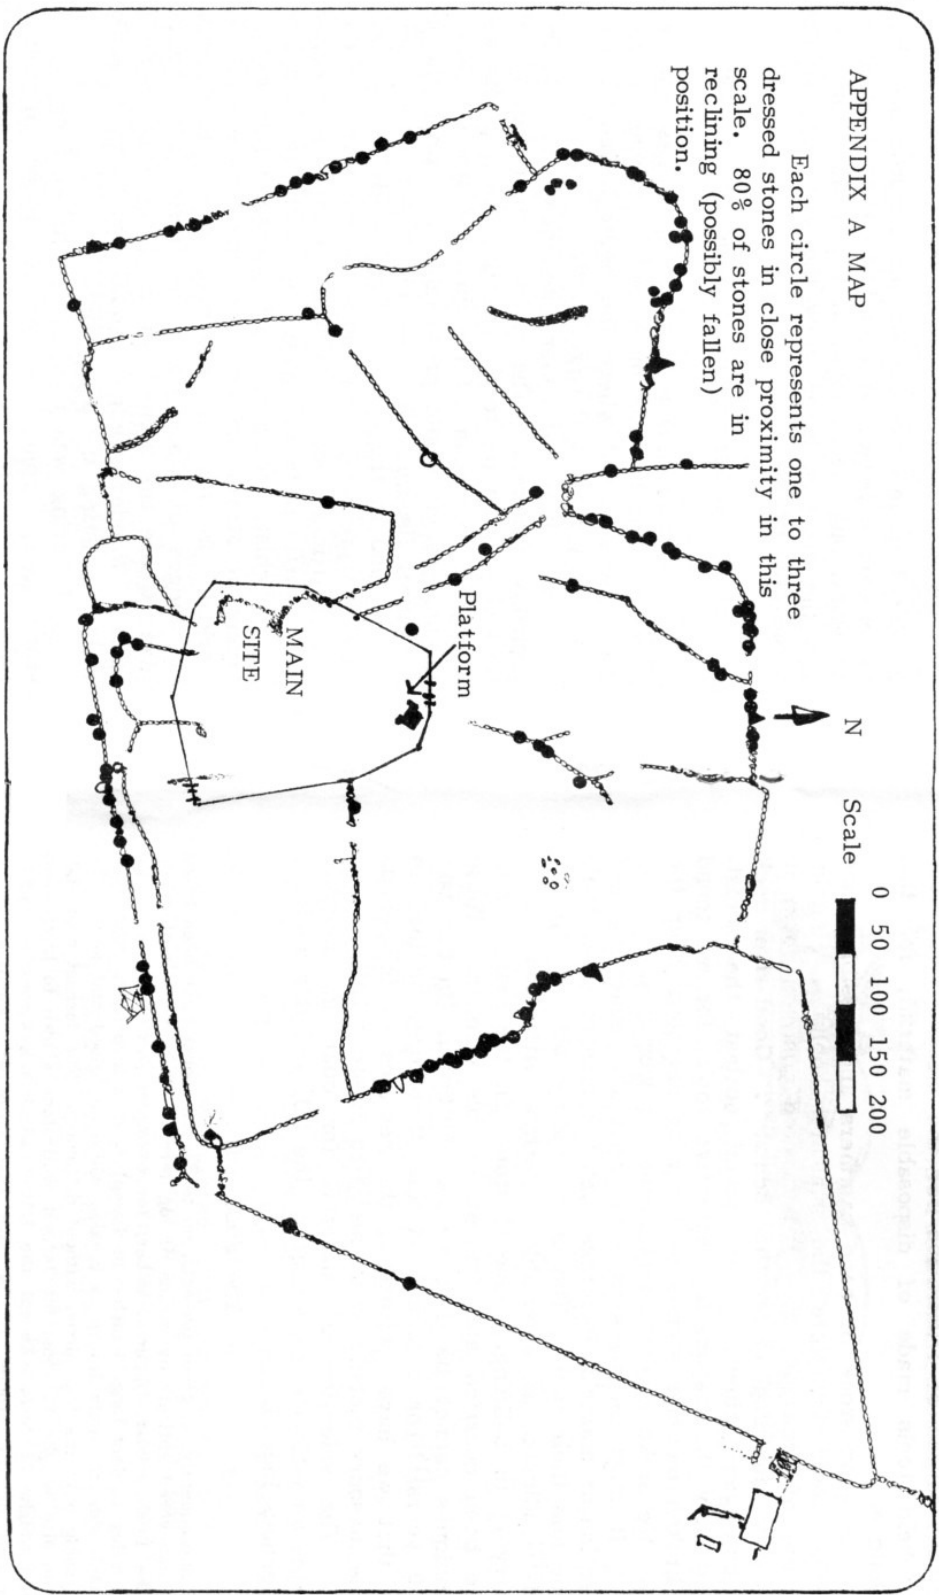 APPENDIX A MAP
Each circle represents one to three
dressed stones in close proximity in this
scale. 80% of stones are in
reclining (possibly fallen)
position.
N
Scale
0 50 100 150 200
Platform
MAIN
SITE